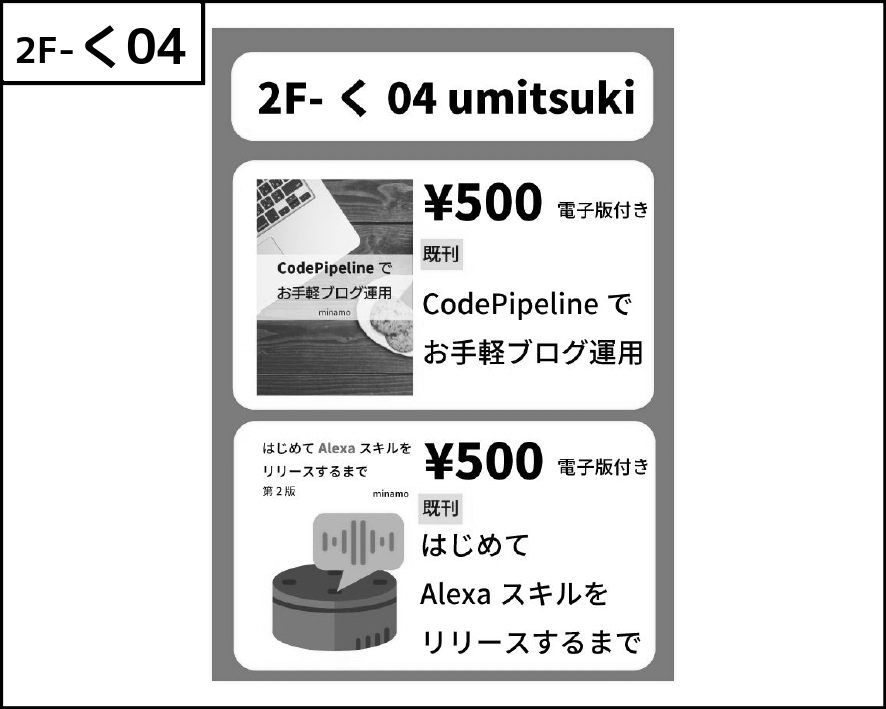 2F-く04
2F- く 04 umitsuki
CodePipeline で
お手軽ブログ運用
minamo
¥500 電子版付き
既刊
CodePipeline で
お手軽ブログ運用
はじめて Alexa スキルを
リリースするまで
第2版
minamo
¥500 電子版付き
既刊
はじめて
Alexa スキルを
リリースするまで